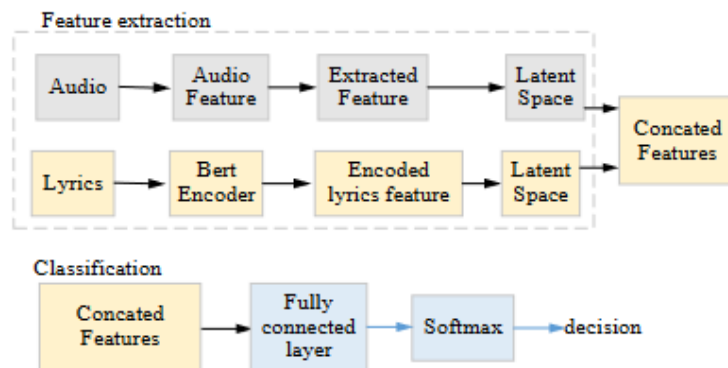 Feature extraction
Audio
Audio
Feature
Extracted
Feature
Latent
Space
Concated
Features
Lyrics
Bert
Encoder
Encoded
lyrics feature
Latent
Space
Classification
Concated
Features
Fully
connected
layer
Softmax
decision